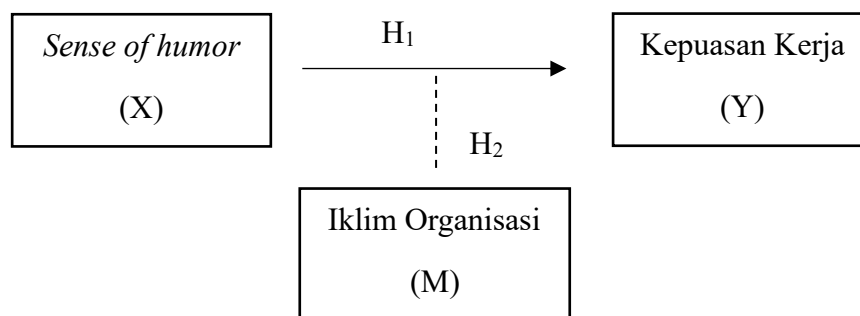 Sense of humor
(X)
H₁
Kepuasan Kerja
(Y)
H₂
Iklim Organisasi
(M)